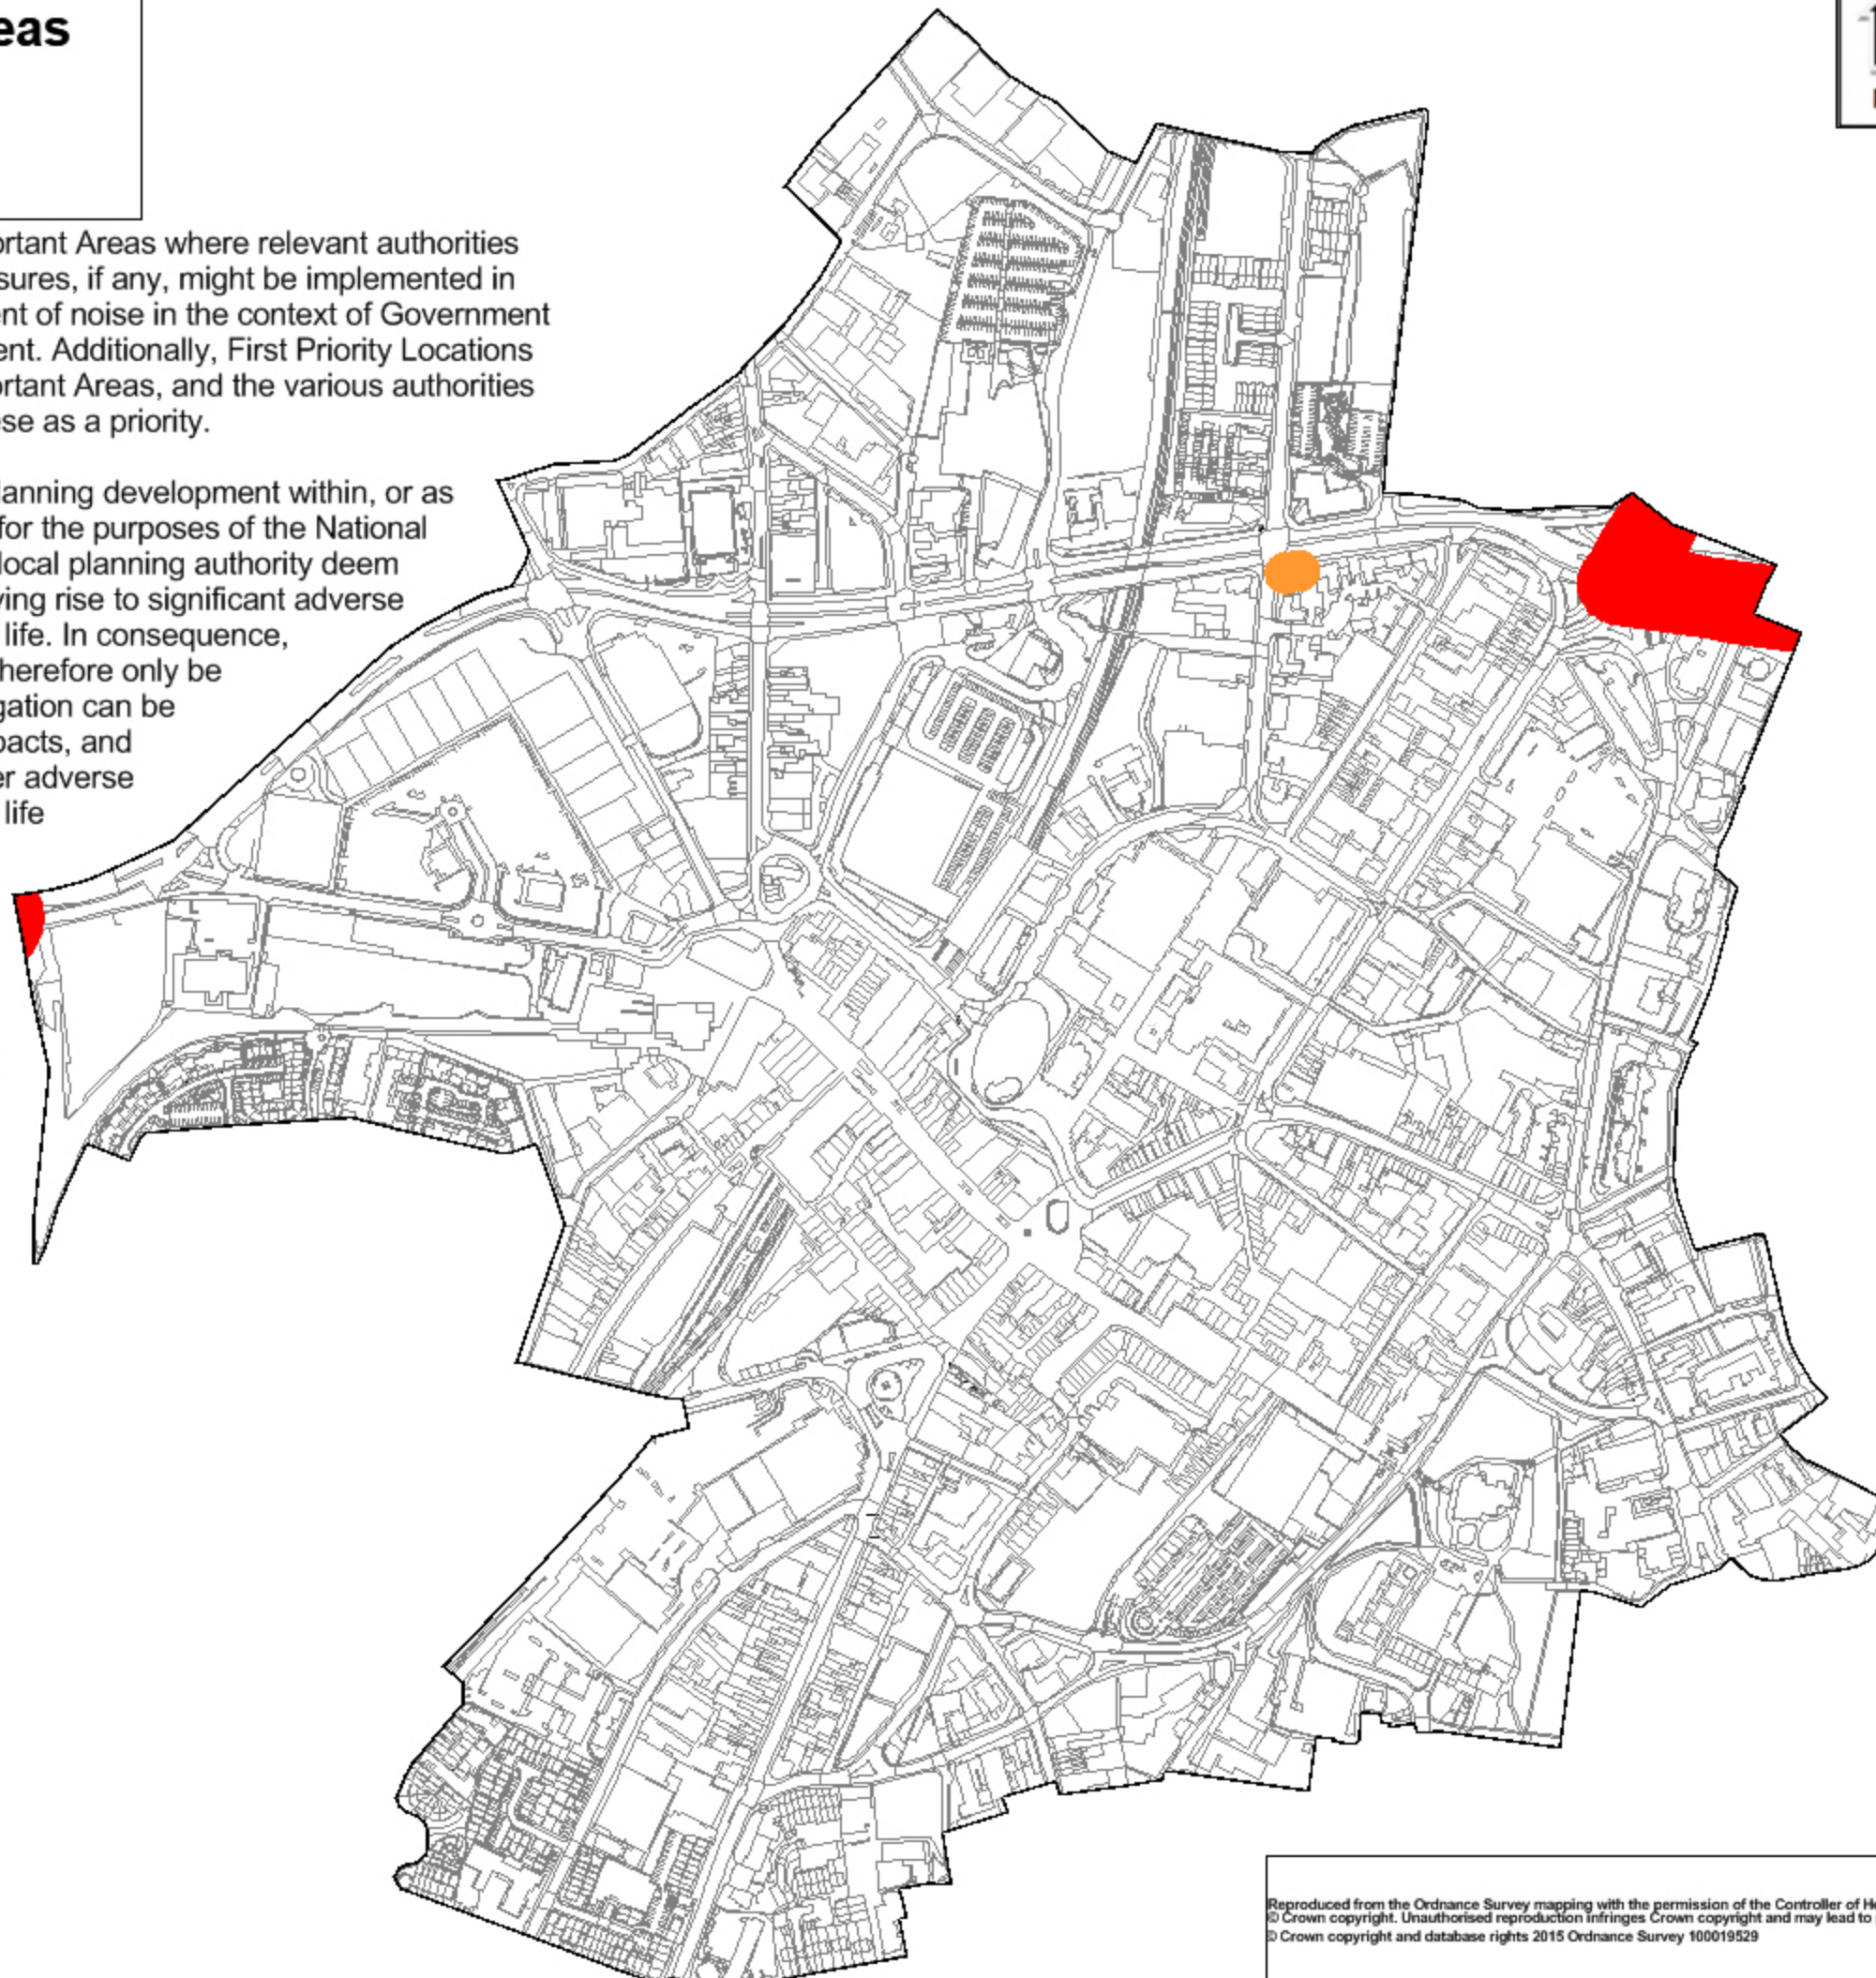 eas
ortant Areas where relevant authorities
sures, if any, might be implemented in
ent of noise in the context of Government
ent. Additionally, First Priority Locations
ortant Areas, and the various authorities
ese as a priority.
lanning development within, or as
for the purposes of the National
local planning authority deem
ving rise to significant adverse
life. In consequence,
herefore only be
gation can be
pacts, and
er adverse
life
Reproduced from the Ordnance Survey mapping with the permission of the Controller of He
© Crown copyright. Unauthorised reproduction infringes Crown copyright and may lead to
© Crown copyright and database rights 2015 Ordnance Survey 100019529